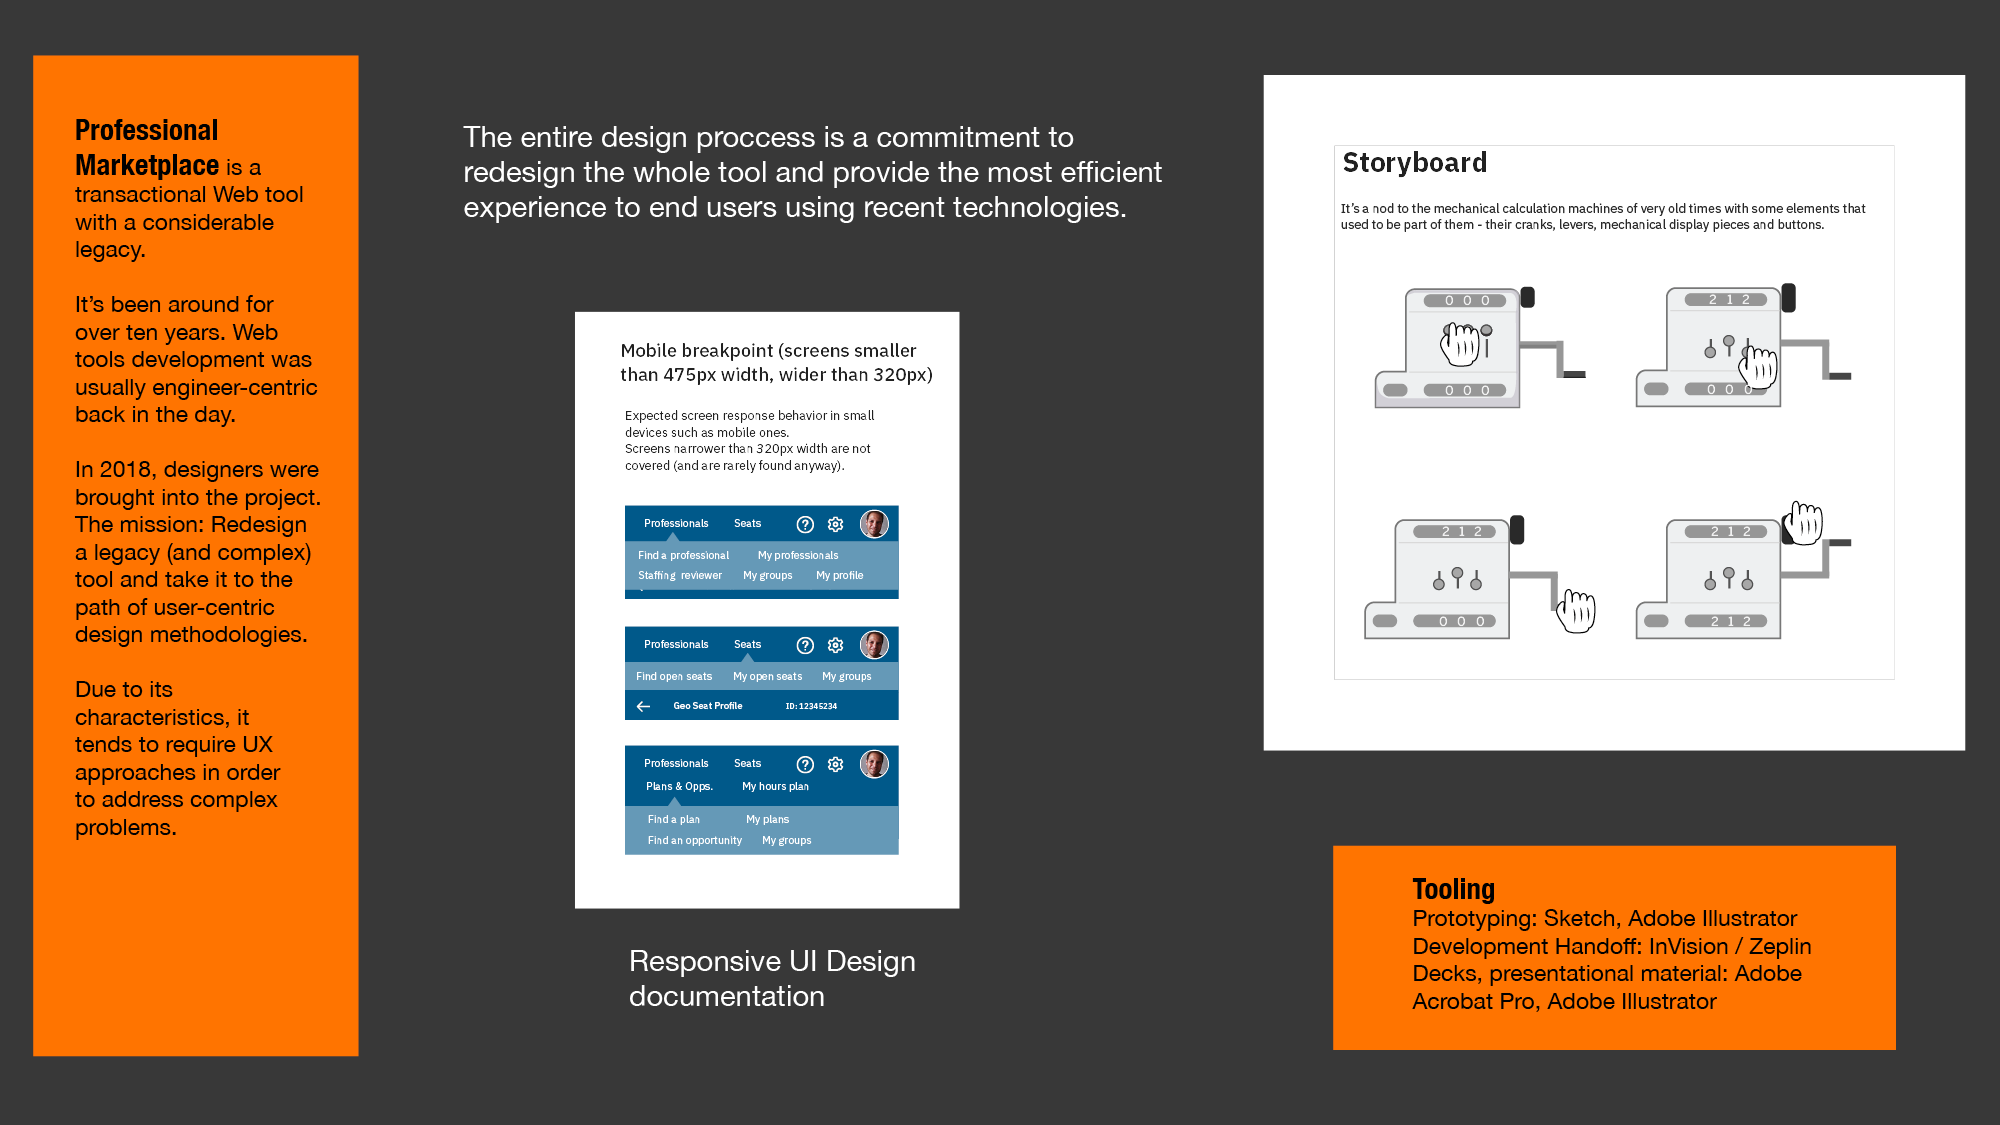 Professional
Marketplace is a
transactional Web tool
with a considerable
legacy.
It's been around for
over ten years. Web
tools development was
usually engineer-centric
back in the day.
In 2018, designers were
brought into the project.
The mission: Redesign
a legacy (and complex)
tool and take it to the
path of user-centric
design methodologies.
Due to its
characteristics, it
tends to require UX
approaches in order
to address complex
problems.
The entire design proccess is a commitment to
redesign the whole tool and provide the most efficient
experience to end users using recent technologies.
Mobile breakpoint (screens smaller
than 475px width, wider than 320px)
Expected screen response behavior in small
devices such as mobile ones.
Screens narrower than 320px width are not
covered (and are rarely found anyway).
Professionals Seats ?
Find a professional My professionals
Staffing reviewer My groups My profile
Professionals Seats ?
Find open seats My open seats My groups
Geo Seat Profile ID: 12345234
Professionals Seats ?
Plans & Opps. My hours plan
Find a plan My plans
Find an opportunity My groups
Responsive UI Design
documentation
Storyboard
It's a nod to the mechanical calculation machines of very old times with some elements that
used to be part of them - their cranks, levers, mechanical display pieces and buttons.
0 0 0
0 0 0
2 1 2
0 0 0
2 1 2
0 0 0
2 1 2
2 1 2
Tooling
Prototyping: Sketch, Adobe Illustrator
Development Handoff: InVision / Zeplin
Decks, presentational material: Adobe
Acrobat Pro, Adobe Illustrator